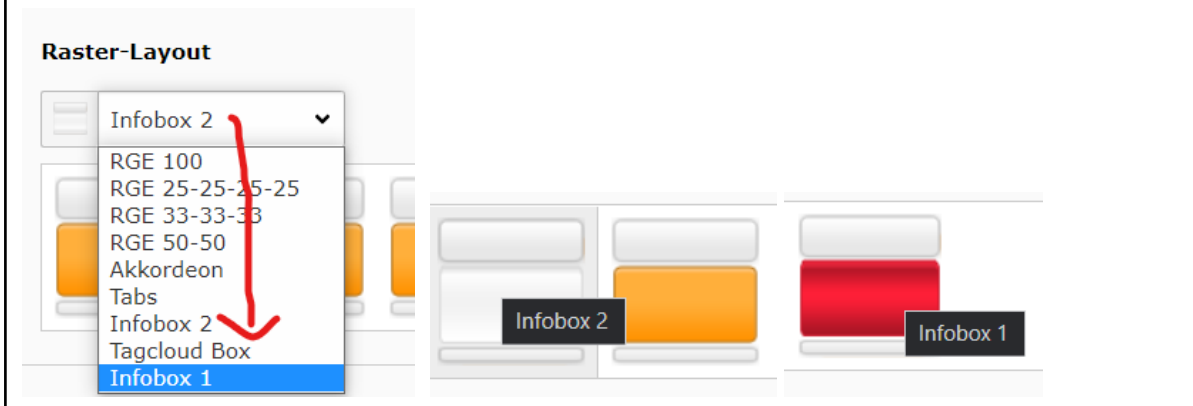 Raster-Layout
Infobox 2
RGE 100
RGE 25-25-25-25
RGE 33-33-33
RGE 50-50
Akkordeon
Tabs
Infobox 2
Tagcloud Box
Infobox 1
Infobox 2
Infobox 1